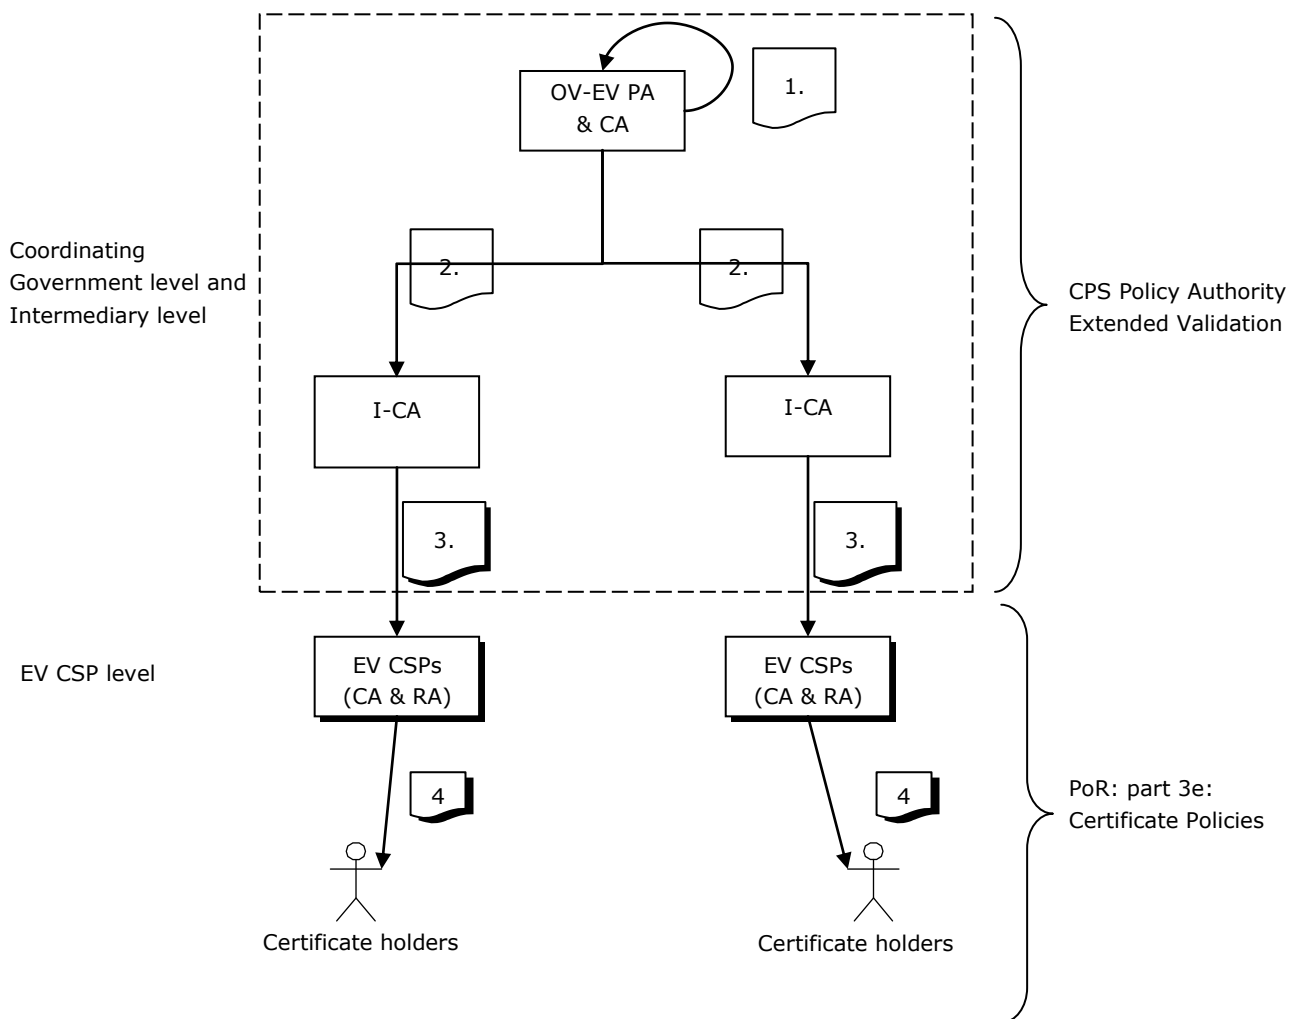 OV-EV PA
& CA
1.
Coordinating
Government level and
Intermediary level
2.
2.
CPS Policy Authority
Extended Validation
I-CA
I-CA
3.
3.
EV CSP level
EV CSPs
(CA & RA)
EV CSPs
(CA & RA)
4
4
PoR: part 3e:
Certificate Policies
Certificate holders
Certificate holders